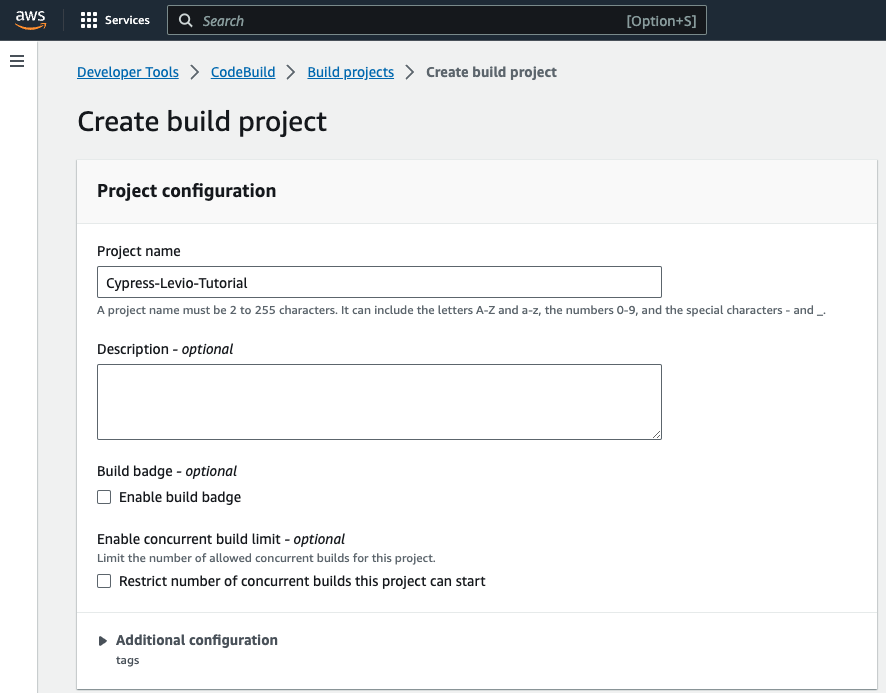 aws Services Search [Option+S]
Developer Tools > CodeBuild > Build projects > Create build project
Create build project
Project configuration
Project name
Cypress-Levio-Tutorial
A project name must be 2 to 255 characters. It can include the letters A-Z and a-z, the numbers 0-9, and the special characters - and _.
Description - optional
Build badge - optional
Enable build badge
Enable concurrent build limit - optional
Limit the number of allowed concurrent builds for this project.
Restrict number of concurrent builds this project can start
Additional configuration
tags